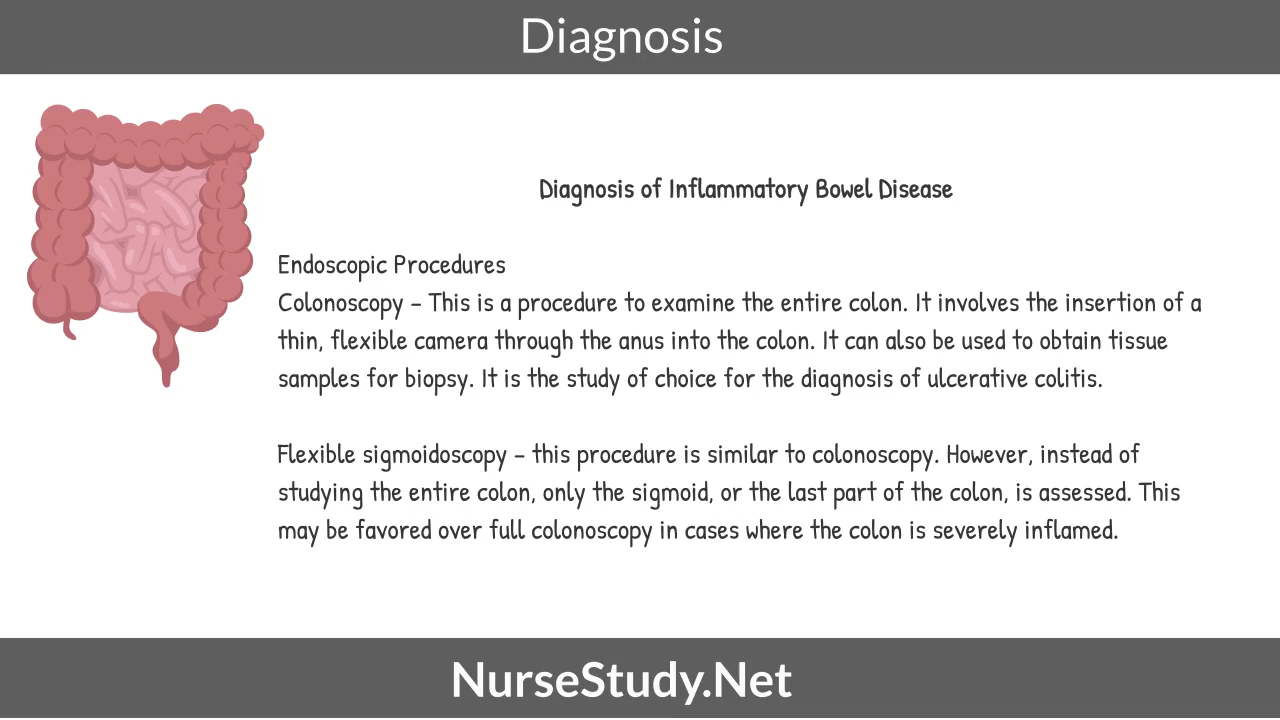 Diagnosis
Diagnosis of Inflammatory Bowel Disease
Endoscopic Procedures
Colonoscopy – This is a procedure to examine the entire colon. It involves the insertion of a
thin, flexible camera through the anus into the colon. It can also be used to obtain tissue
samples for biopsy. It is the study of choice for the diagnosis of ulcerative colitis.
Flexible sigmoidoscopy – this procedure is similar to colonoscopy. However, instead of
studying the entire colon, only the sigmoid, or the last part of the colon, is assessed. This
may be favored over full colonoscopy in cases where the colon is severely inflamed.
NurseStudy.Net